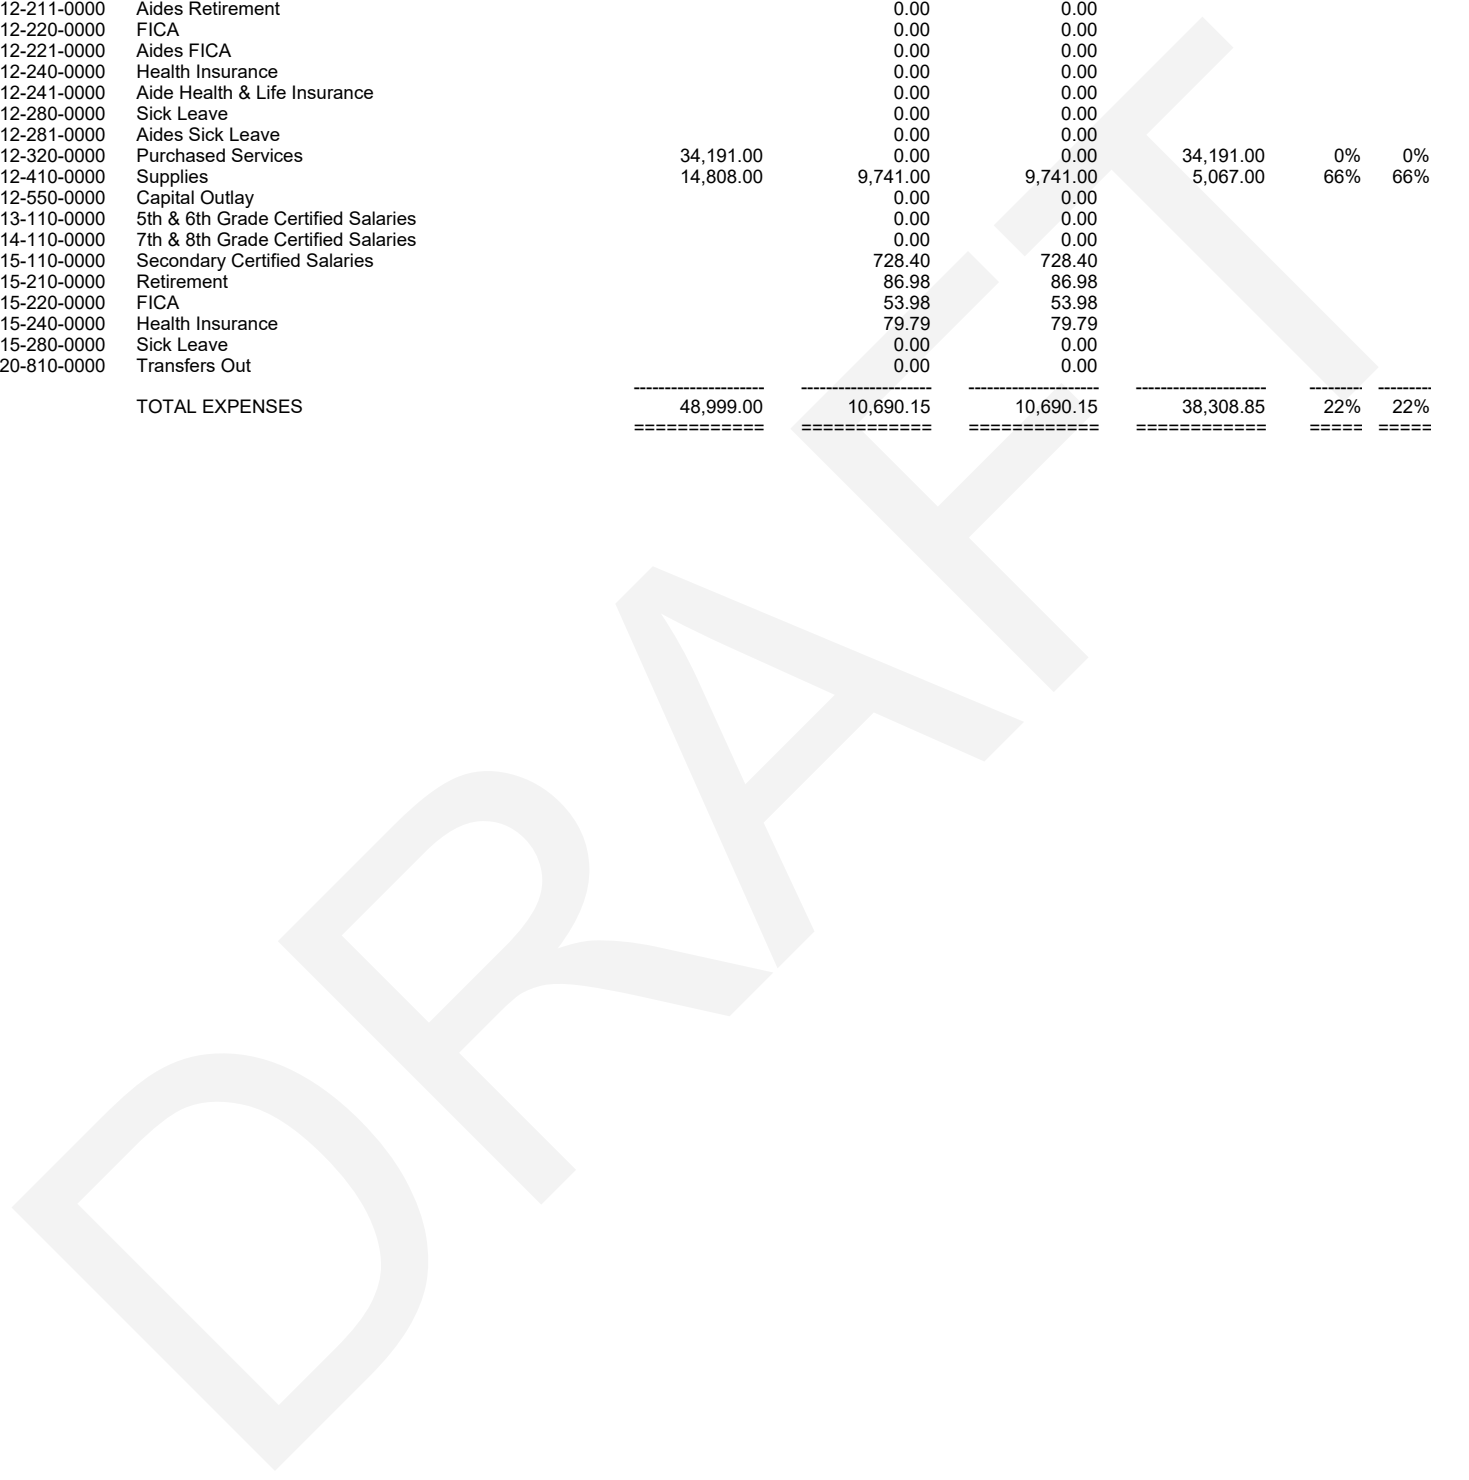 12-211-0000 Aides Retirement 0.00 0.00
12-220-0000 FICA 0.00 0.00
12-221-0000 Aides FICA 0.00 0.00
12-240-0000 Health Insurance 0.00 0.00
12-241-0000 Aide Health & Life Insurance 0.00 0.00
12-280-0000 Sick Leave 0.00 0.00
12-281-0000 Aides Sick Leave 0.00 0.00
12-320-0000 Purchased Services 34,191.00 0.00 0.00 34,191.00 0% 0%
12-410-0000 Supplies 14,808.00 9,741.00 9,741.00 5,067.00 66% 66%
12-550-0000 Capital Outlay 0.00 0.00
13-110-0000 5th & 6th Grade Certified Salaries 0.00 0.00
14-110-0000 7th & 8th Grade Certified Salaries 0.00 0.00
15-110-0000 Secondary Certified Salaries 728.40 728.40
15-210-0000 Retirement 86.98 86.98
15-220-0000 FICA 53.98 53.98
15-240-0000 Health Insurance 79.79 79.79
15-280-0000 Sick Leave 0.00 0.00
20-810-0000 Transfers Out 0.00 0.00
--------------------- --------------------- --------------------- --------------------- --------- ---------
TOTAL EXPENSES 48,999.00 10,690.15 10,690.15 38,308.85 22% 22%
============ ============ ============ ============ ===== =====
DRAFT